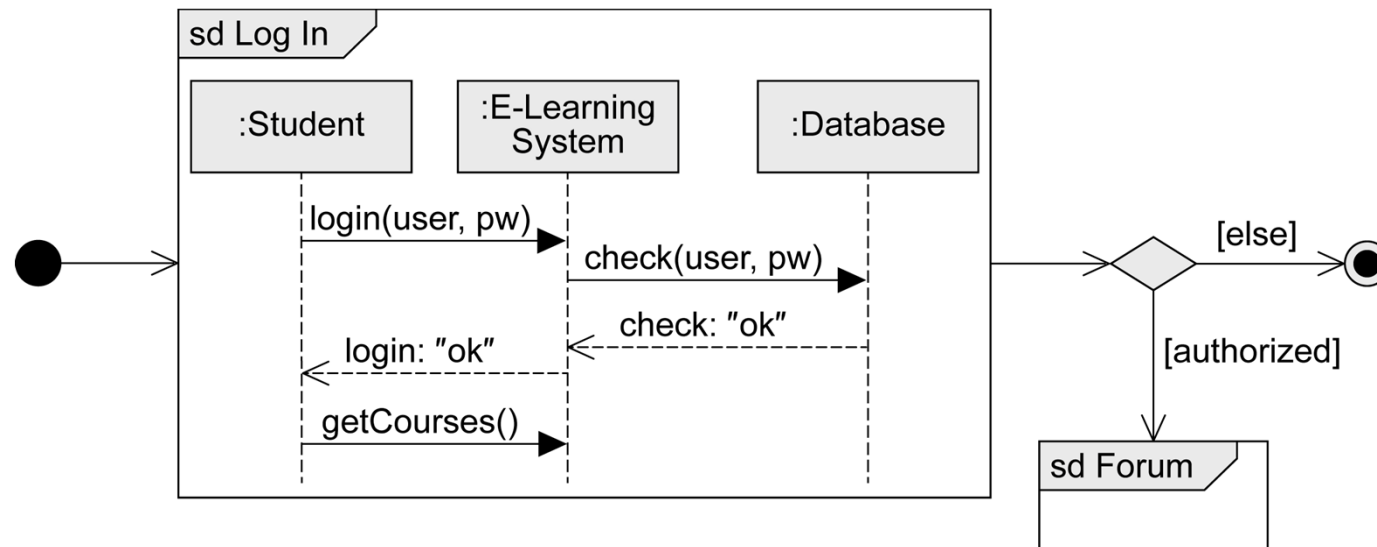 sd Log In
:Student
:E-Learning
System
:Database
login(user, pw)
check(user, pw)
check: "ok"
login: "ok"
getCourses()
[else]
[authorized]
sd Forum